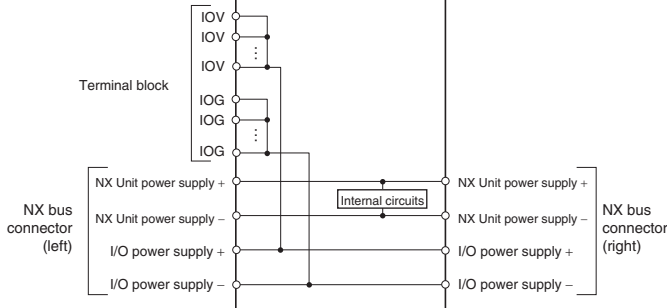 IOV
IOV
⋮
IOV
Terminal block
IOG
IOG
⋮
IOG
NX bus connector (left)
NX Unit power supply +
NX Unit power supply –
I/O power supply +
I/O power supply –
Internal circuits
NX Unit power supply +
NX Unit power supply –
I/O power supply +
I/O power supply –
NX bus
connector
(right)